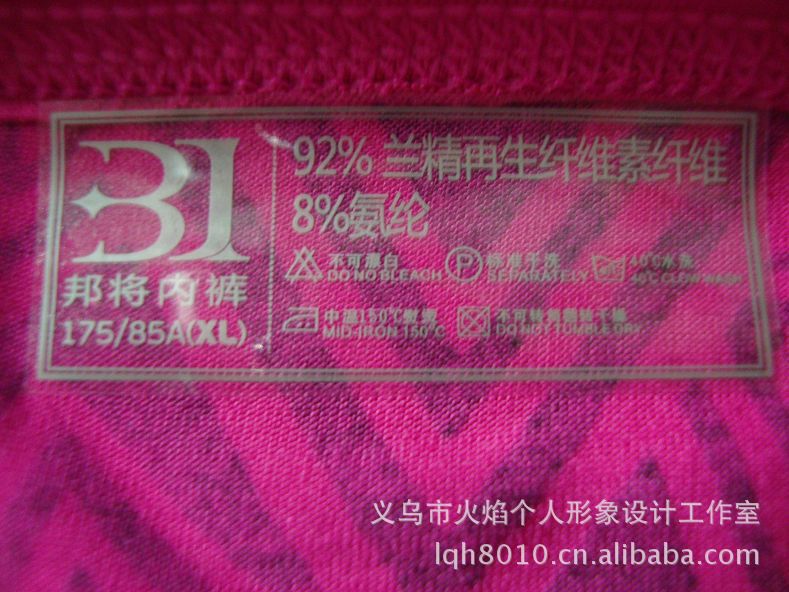 31
邦将内裤
175/85A(XL)
92% 兰精再生纤维素纤维
8%氨纶
不可漂白
DO NO BLEACH
P
标准干洗
SEPARATELY
40℃水洗
40℃ CLOW WASH
中温150℃熨烫
MID-IRON 150℃
不可转笼翻转干燥
DO NOT TUMBLE DRY
义乌市火焰个人形象设计工作室
lqh8010.cn.alibaba.com